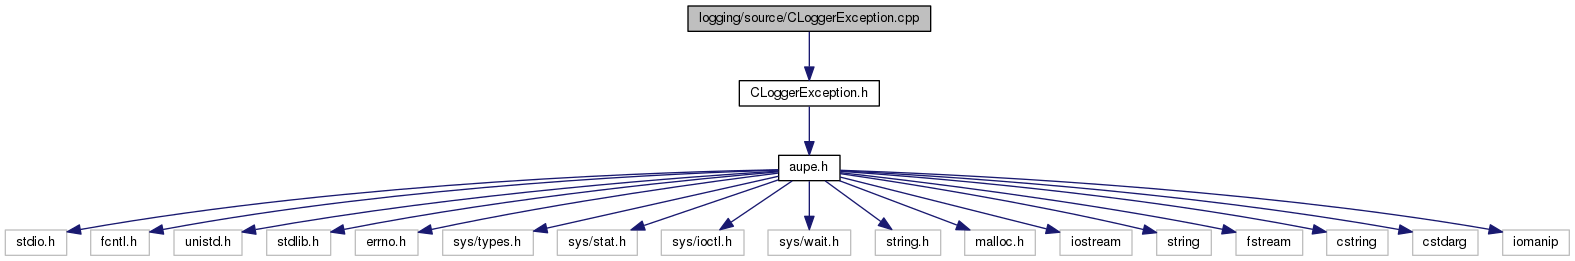 logging/source/CLoggerException.cpp
CLoggerException.h
aupe.h
stdio.h
fcntl.h
unistd.h
stdlib.h
errno.h
sys/types.h
sys/stat.h
sys/ioctl.h
sys/wait.h
string.h
malloc.h
iostream
string
fstream
cstring
cstdarg
iomanip